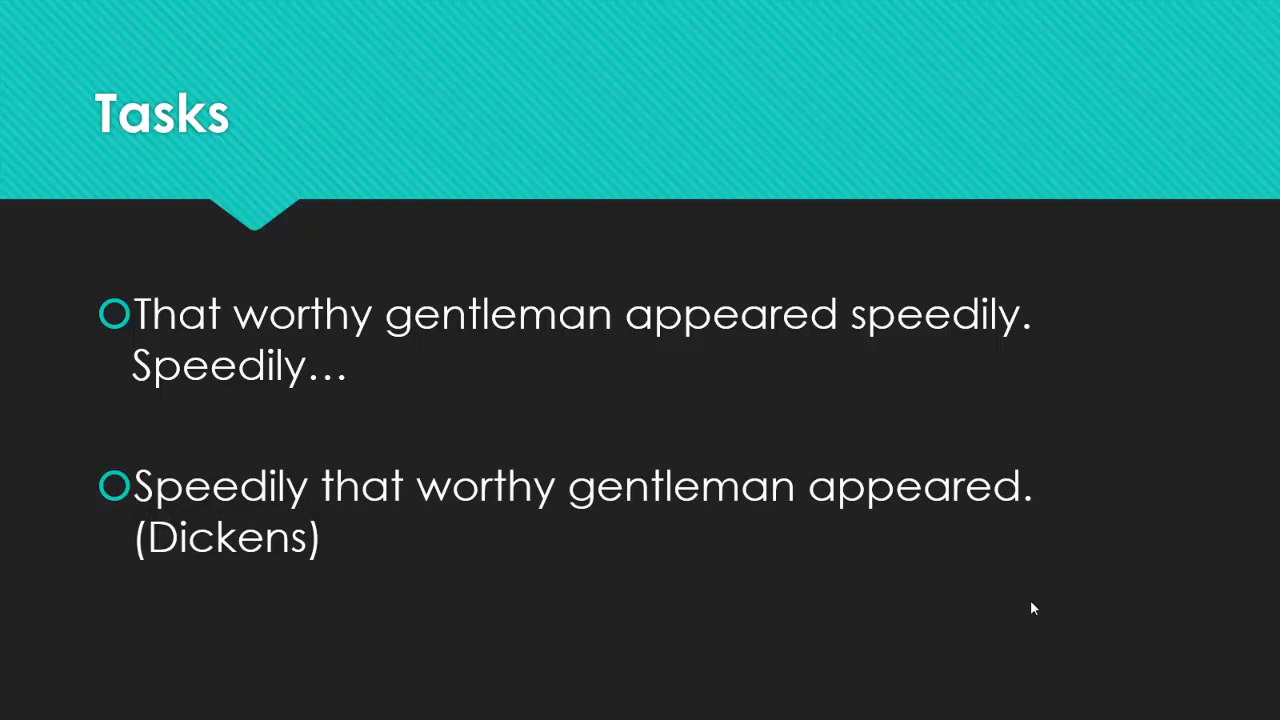 Tasks
That worthy gentleman appeared speedily.
Speedily…
Speedily that worthy gentleman appeared.
(Dickens)